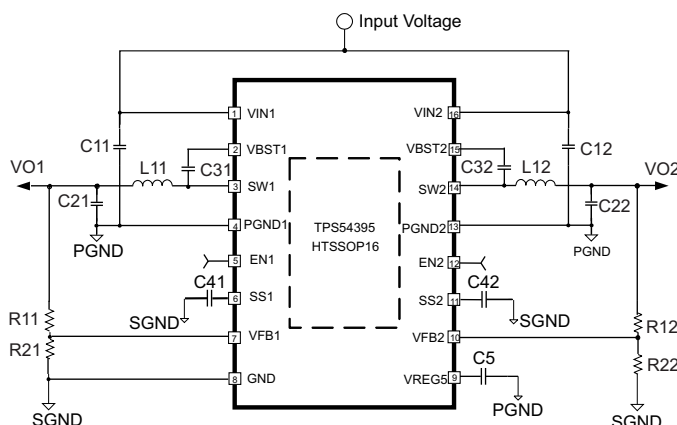 Input Voltage
1 VIN1
VIN2 16
C11
2 VBST1
VBST2 15
C12
VO1
L11
C31
C32
L12
VO2
3 SW1
SW2 14
C21
C22
TPS54395
HTSSOP16
4 PGND1
PGND2 13
PGND
PGND
5 EN1
EN2 12
C41
C42
6 SS1
SS2 11
SGND
SGND
R11
R12
7 VFB1
VFB2 10
R21
R22
C5
8 GND
VREG5 9
SGND
PGND
SGND